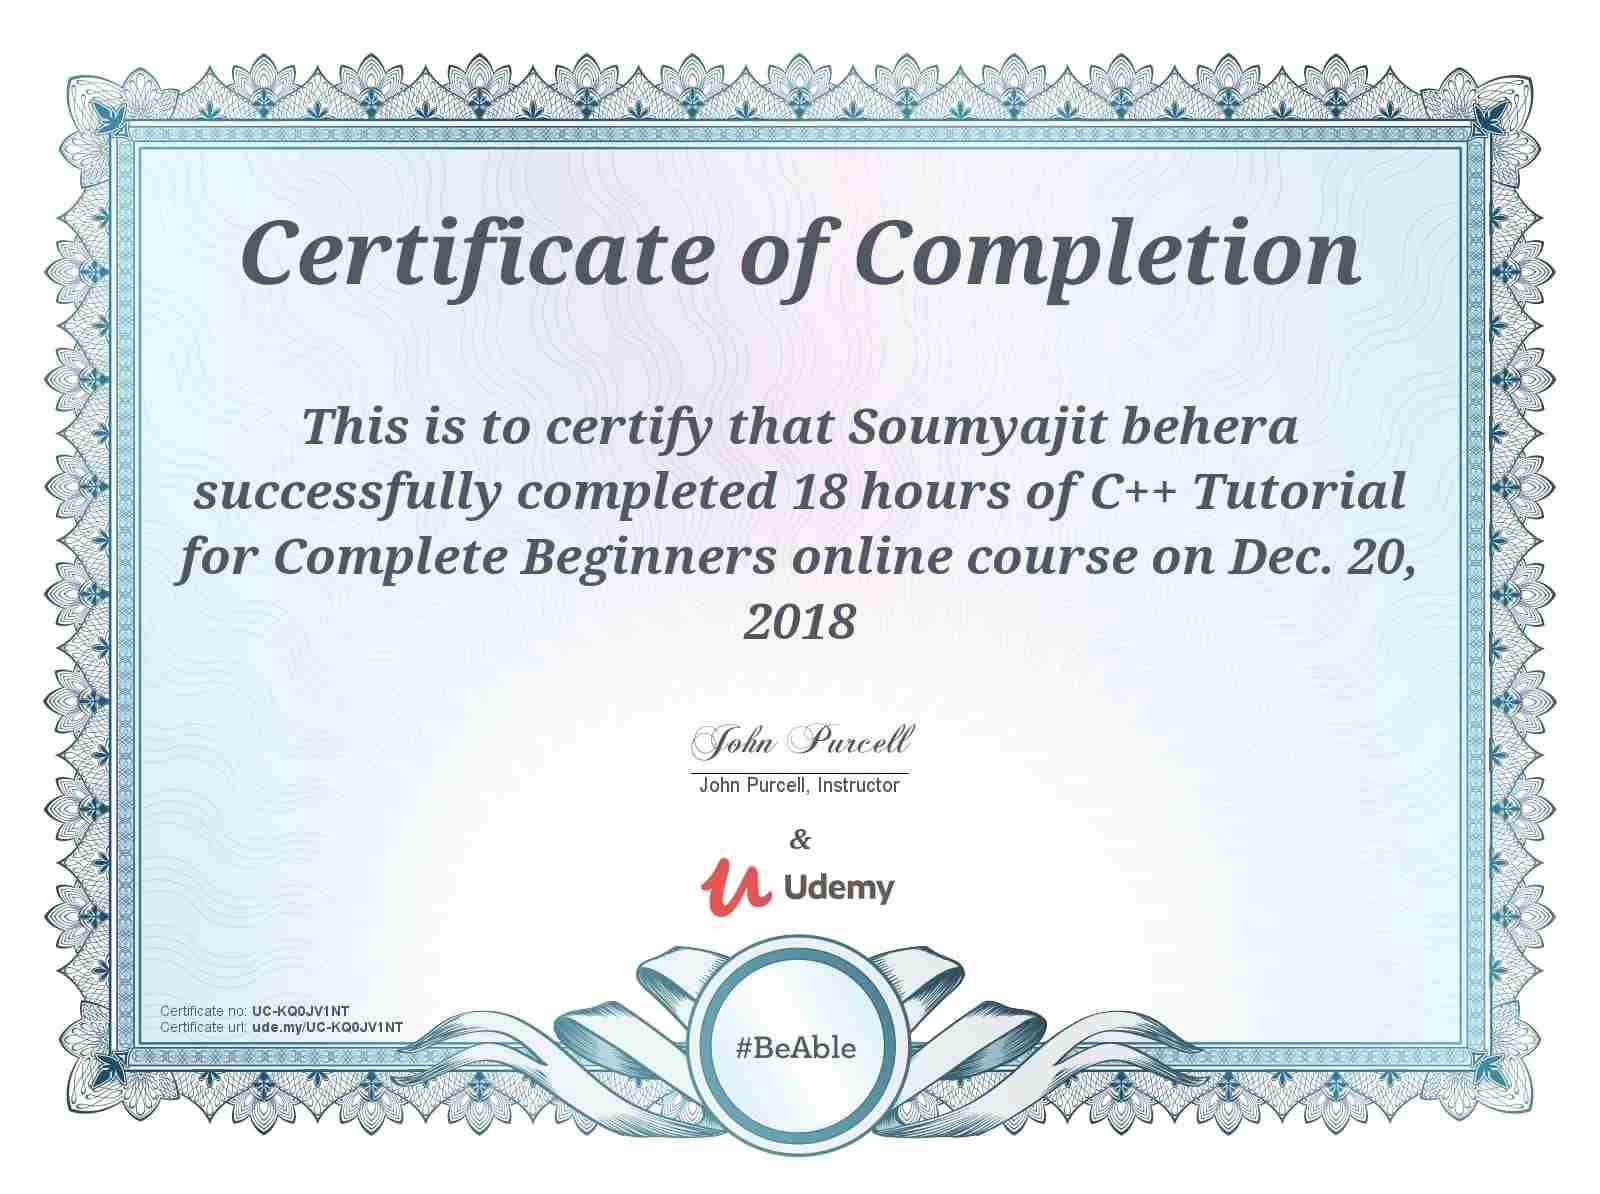 Certificate of Completion
This is to certify that Soumyajit behera
successfully completed 18 hours of C++ Tutorial
for Complete Beginners online course on Dec. 20,
2018
John Purcell
John Purcell, Instructor
&
Udemy
Certificate no: UC-KQ0JV1NT
Certificate url: ude.my/UC-KQ0JV1NT
#BeAble